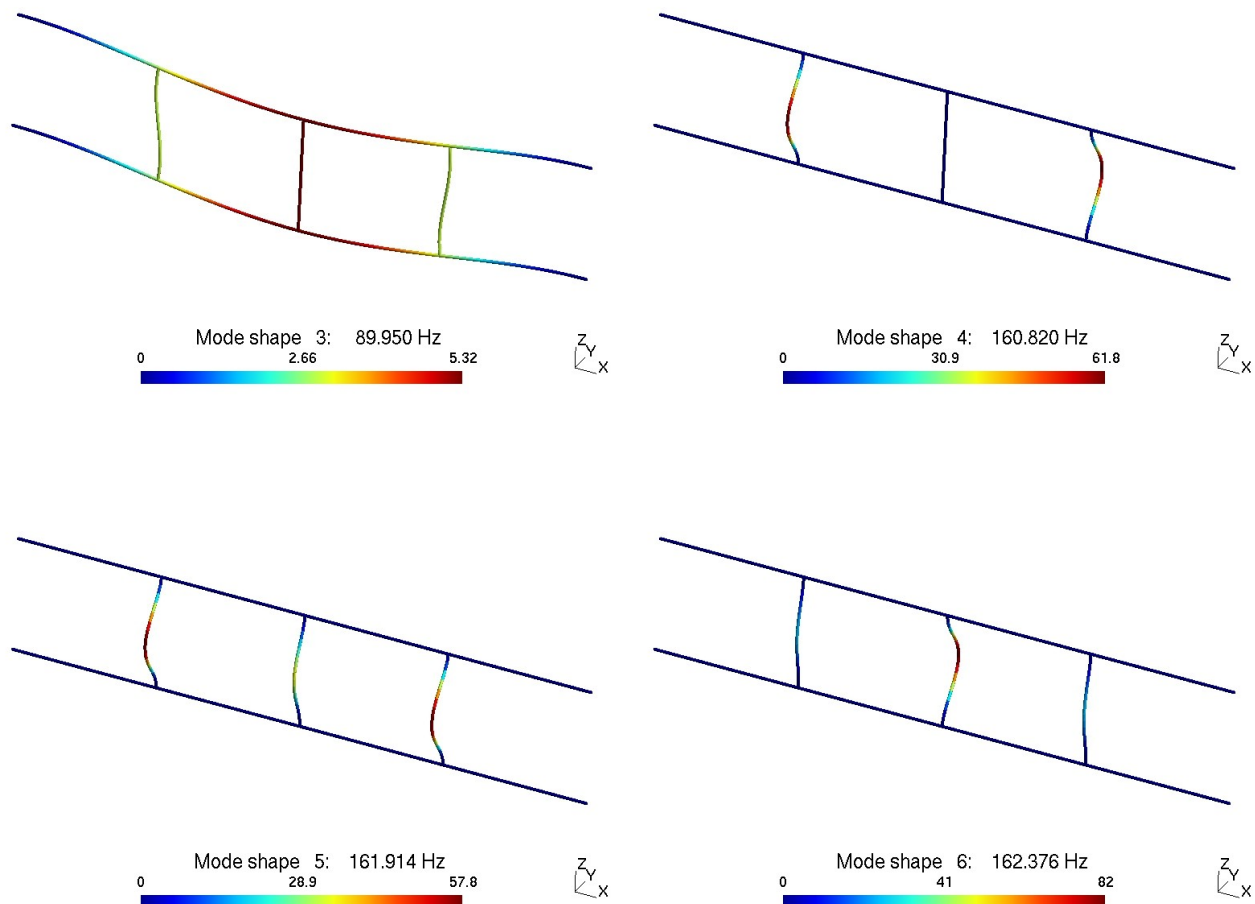 Mode shape 3: 89.950 Hz
0 2.66 5.32
Z
Y
X
Mode shape 4: 160.820 Hz
0 30.9 61.8
Z
Y
X
Mode shape 5: 161.914 Hz
0 28.9 57.8
Z
Y
X
Mode shape 6: 162.376 Hz
0 41 82
Z
Y
X